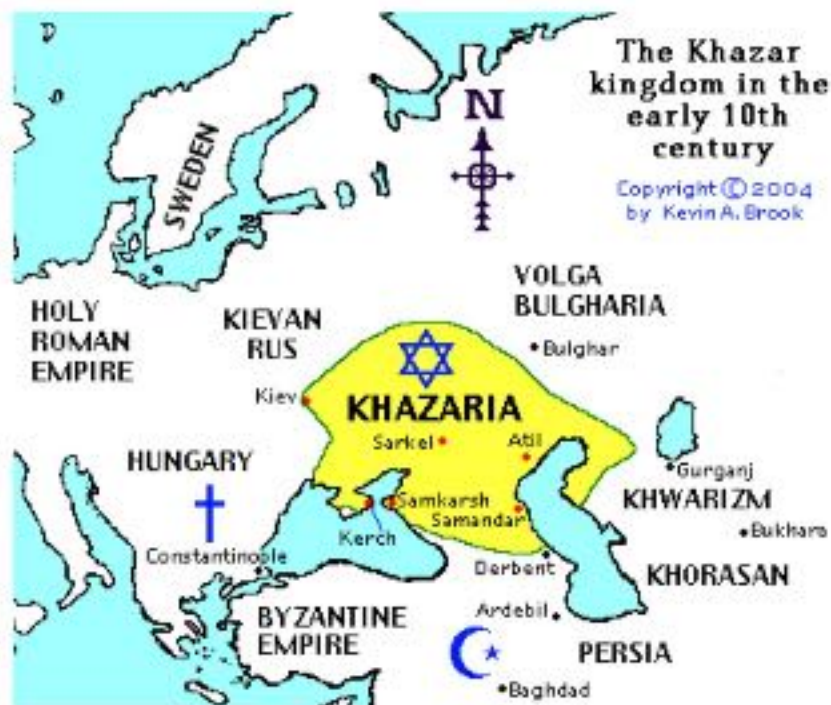 The Khazar
kingdom in the
early 10th
century
Copyright © 2004
by Kevin A. Brook
N
SWEDEN
HOLY
ROMAN
EMPIRE
KIEVAN
RUS
VOLGA
BULGHARIA
Bulghar
Kiev
KHAZARIA
Sarkel
Atil
HUNGARY
Gurganj
KHWARIZM
Samkarsh
Samandar
Kerch
Bukhara
Constantinople
Derbent
KHORASAN
BYZANTINE
EMPIRE
Ardebil
PERSIA
Baghdad